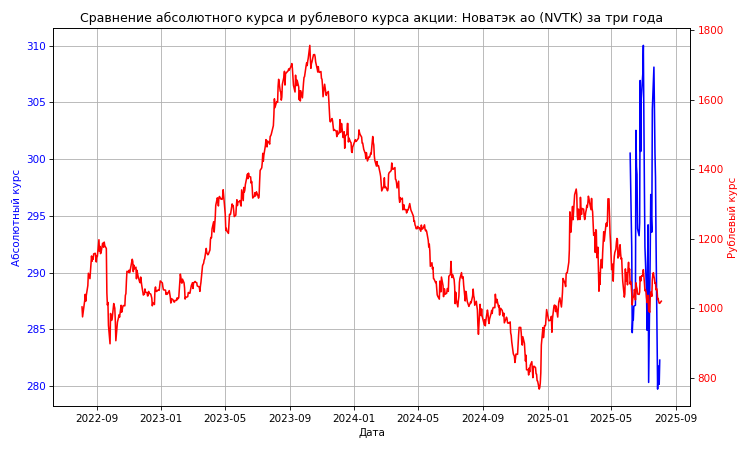 Сравнение абсолютного курса и рублевого курса акции: Новатэк ао (NVTK) за три года
310
305
300
295
290
285
280
Абсолютный курс
1800
1600
1400
1200
1000
800
Рублевый курс
2022-09 2023-01 2023-05 2023-09 2024-01 2024-05 2024-09 2025-01 2025-05 2025-09
Дата